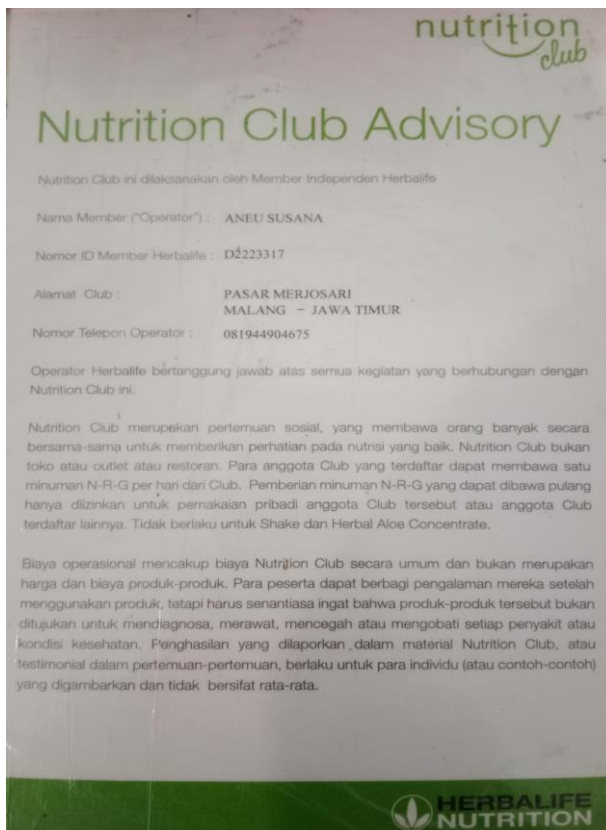 nutrition
club
Nutrition Club Advisory
Nutrition Club ini dilaksanakan oleh Member Independen Herbalife
Nama Member ("Operator") : ANEU SUSANA
Nomor ID Member Herbalife : D2223317
Alamat Club : PASAR MERJOSARI
MALANG – JAWA TIMUR
Nomor Telepon Operator : 081944904675
Operator Herbalife bertanggung jawab atas semua kegiatan yang berhubungan dengan
Nutrition Club ini.
Nutrition Club merupakan pertemuan sosial, yang membawa orang banyak secara
bersama-sama untuk memberikan perhatian pada nutrisi yang baik. Nutrition Club bukan
toko atau outlet atau restoran. Para anggota Club yang terdaftar dapat membawa satu
minuman N-R-G per hari dari Club. Pemberian minuman N-R-G yang dapat dibawa pulang
hanya diizinkan untuk pemakaian pribadi anggota Club tersebut atau anggota Club
terdaftar lainnya. Tidak berlaku untuk Shake dan Herbal Aloe Concentrate.
Biaya operasional mencakup biaya Nutrition Club secara umum dan bukan merupakan
harga dan biaya produk-produk. Para peserta dapat berbagi pengalaman mereka setelah
menggunakan produk, tetapi harus senantiasa ingat bahwa produk-produk tersebut bukan
ditujukan untuk mendiagnosa, merawat, mencegah atau mengobati setiap penyakit atau
kondisi kesehatan. Penghasilan yang dilaporkan dalam material Nutrition Club, atau
testimonial dalam pertemuan-pertemuan, berlaku untuk para individu (atau contoh-contoh)
yang digambarkan dan tidak bersifat rata-rata.
HERBALIFE
NUTRITION